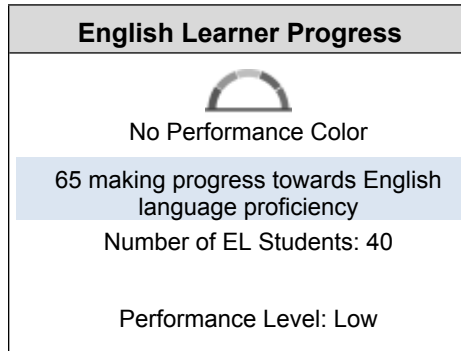 English Learner Progress
No Performance Color
65 making progress towards English
language proficiency
Number of EL Students: 40
Performance Level: Low